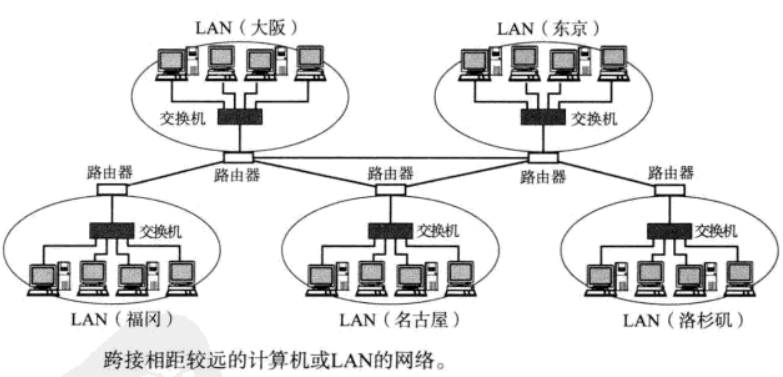 LAN（大阪）
LAN（东京）
交换机
交换机
路由器
路由器
路由器
路由器
路由器
交换机
交换机
交换机
LAN（福冈）
LAN（名古屋）
LAN（洛杉矶）
跨接相距较远的计算机或LAN的网络。